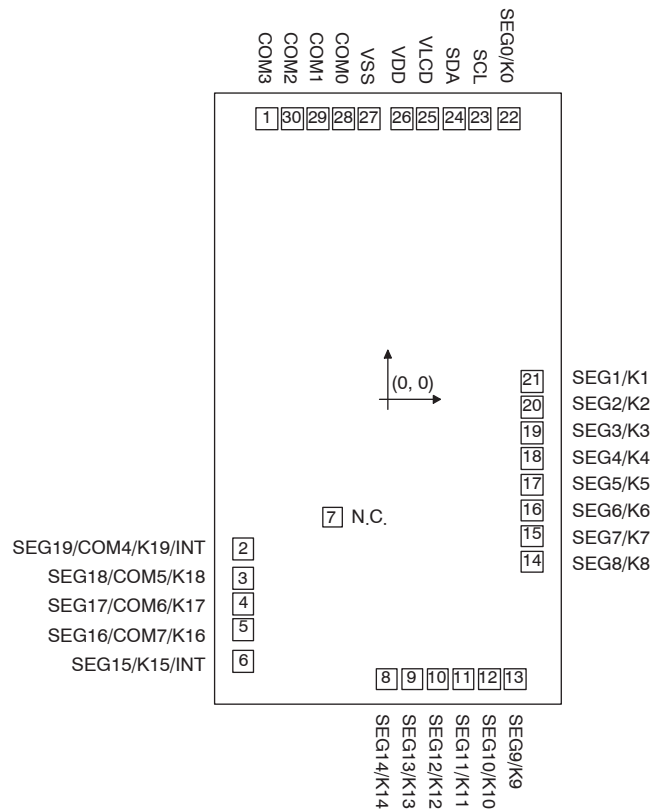 COM3
COM2
COM1
COM0
VSS
VDD
VLCD
SDA
SCL
SEG0/K0
1
30
29
28
27
26
25
24
23
22
(0, 0)
21
SEG1/K1
20
SEG2/K2
19
SEG3/K3
18
SEG4/K4
17
SEG5/K5
16
SEG6/K6
15
SEG7/K7
14
SEG8/K8
7
N.C.
SEG19/COM4/K19/INT
2
SEG18/COM5/K18
3
SEG17/COM6/K17
4
SEG16/COM7/K16
5
SEG15/K15/INT
6
8
9
10
11
12
13
SEG14/K14
SEG13/K13
SEG12/K12
SEG11/K11
SEG10/K10
SEG9/K9